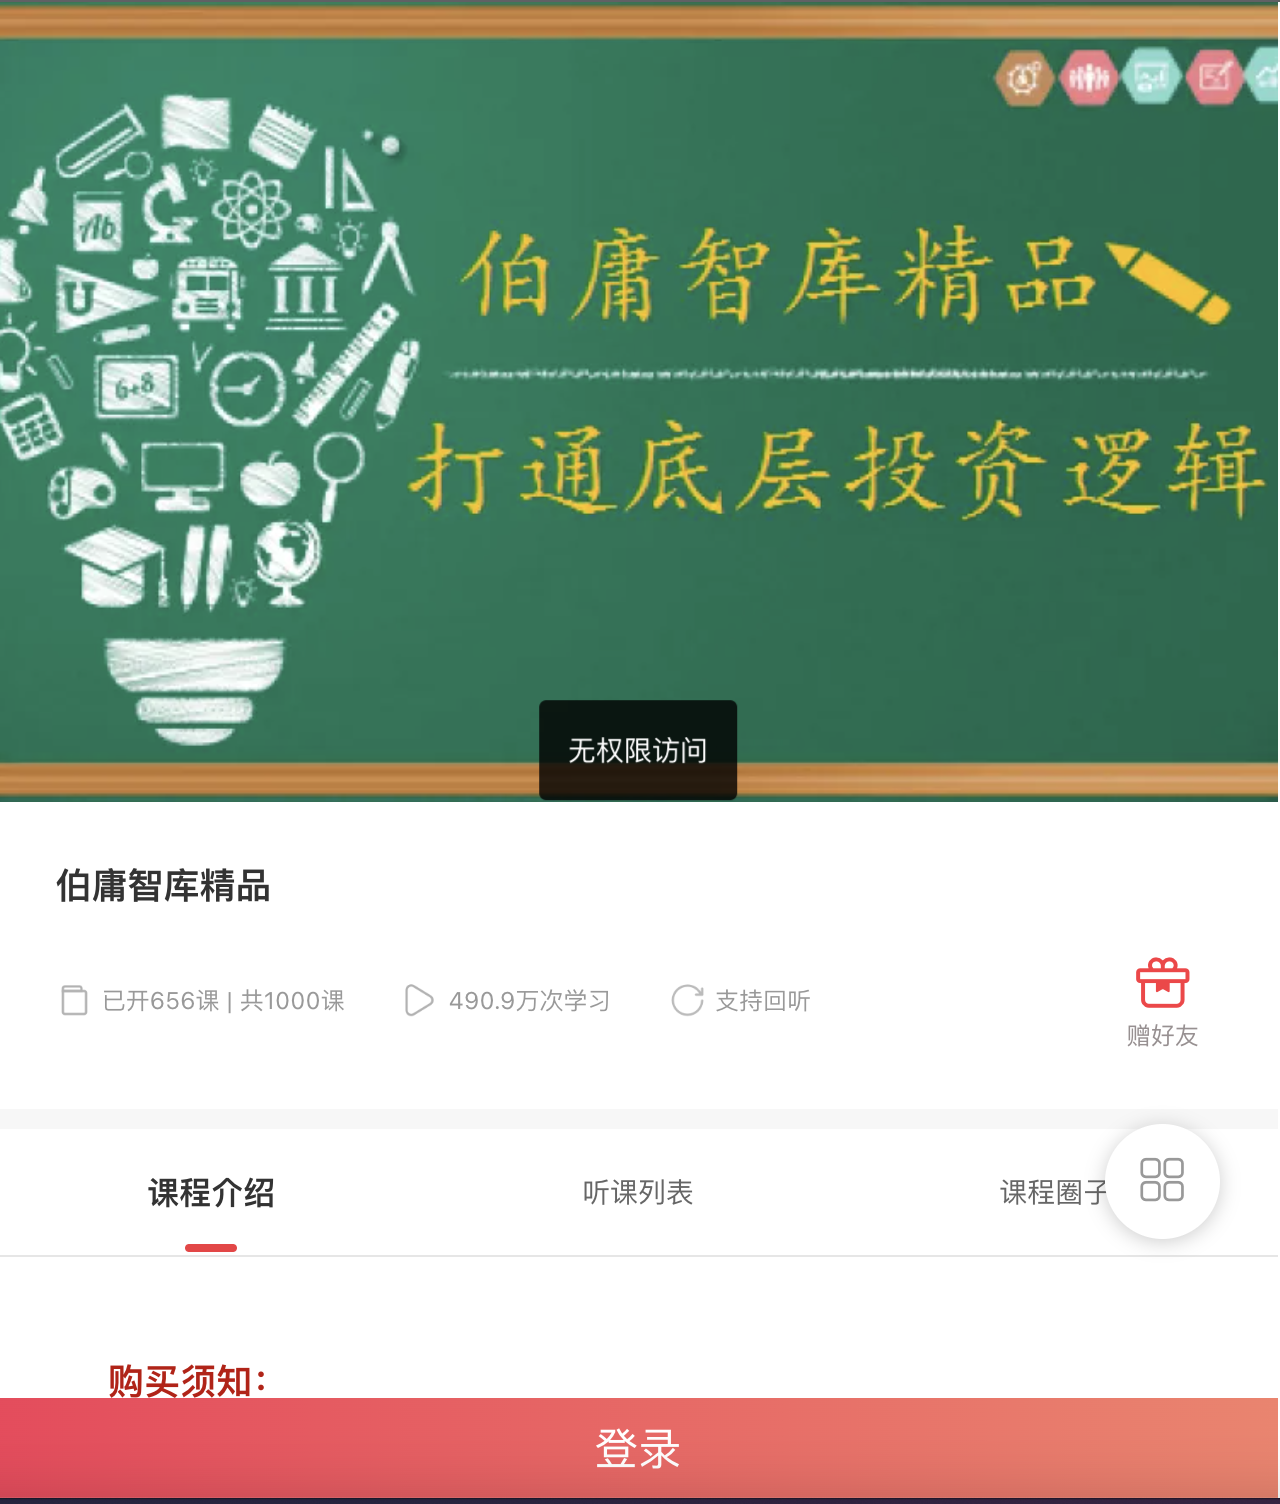 伯庸智库精品
打通底层投资逻辑
Ab
U
6+8
无权限访问
伯庸智库精品
已开656课 | 共1000课
490.9万次学习
支持回听
赠好友
课程介绍
听课列表
课程圈子
购买须知：
登录